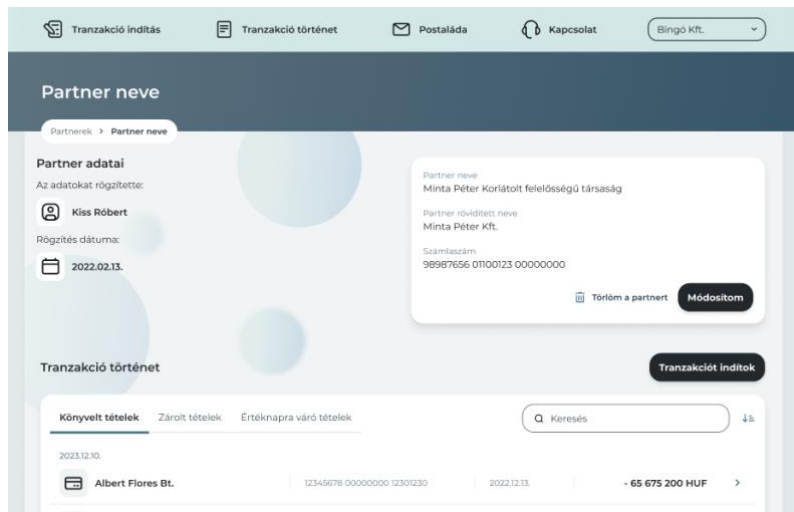 Tranzakció indítás
Tranzakció történet
Postaláda
Kapcsolat
Bingó Kft.
Partner neve
Partnerek > Partner neve
Partner adatai
Az adatokat rögzítette:
Kiss Róbert
Rögzítés dátuma:
2022.02.13.
Partner neve
Minta Péter Korlátolt felelősségű társaság
Partner rövidített neve
Minta Péter Kft.
Számlaszám
98987656 01100123 00000000
Törlöm a partnert
Módosítom
Tranzakció történet
Tranzakciót indítok
Könyvelt tételek
Zárolt tételek
Értéknapra váró tételek
Keresés
2023.12.10.
Albert Flores Bt.
12345678 00000000 12301230
2022.12.13.
- 65 675 200 HUF